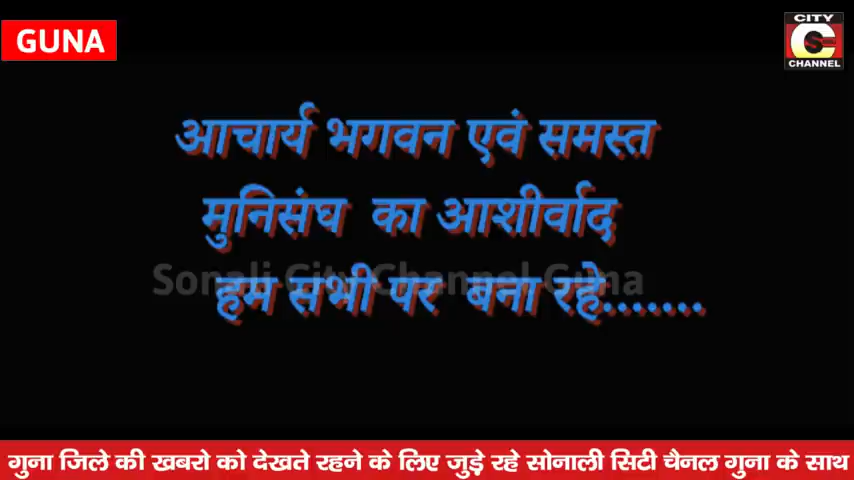 GUNA
CITY
CHANNEL
आचार्य भगवन एवं समस्त
मुनिसंघ का आशीर्वाद
Sonali City Channel Guna
हम सभी पर बना रहे.......
गुना जिले की खबरो को देखते रहने के लिए जुड़े रहे सोनाली सिटी चैनल गुना के साथ